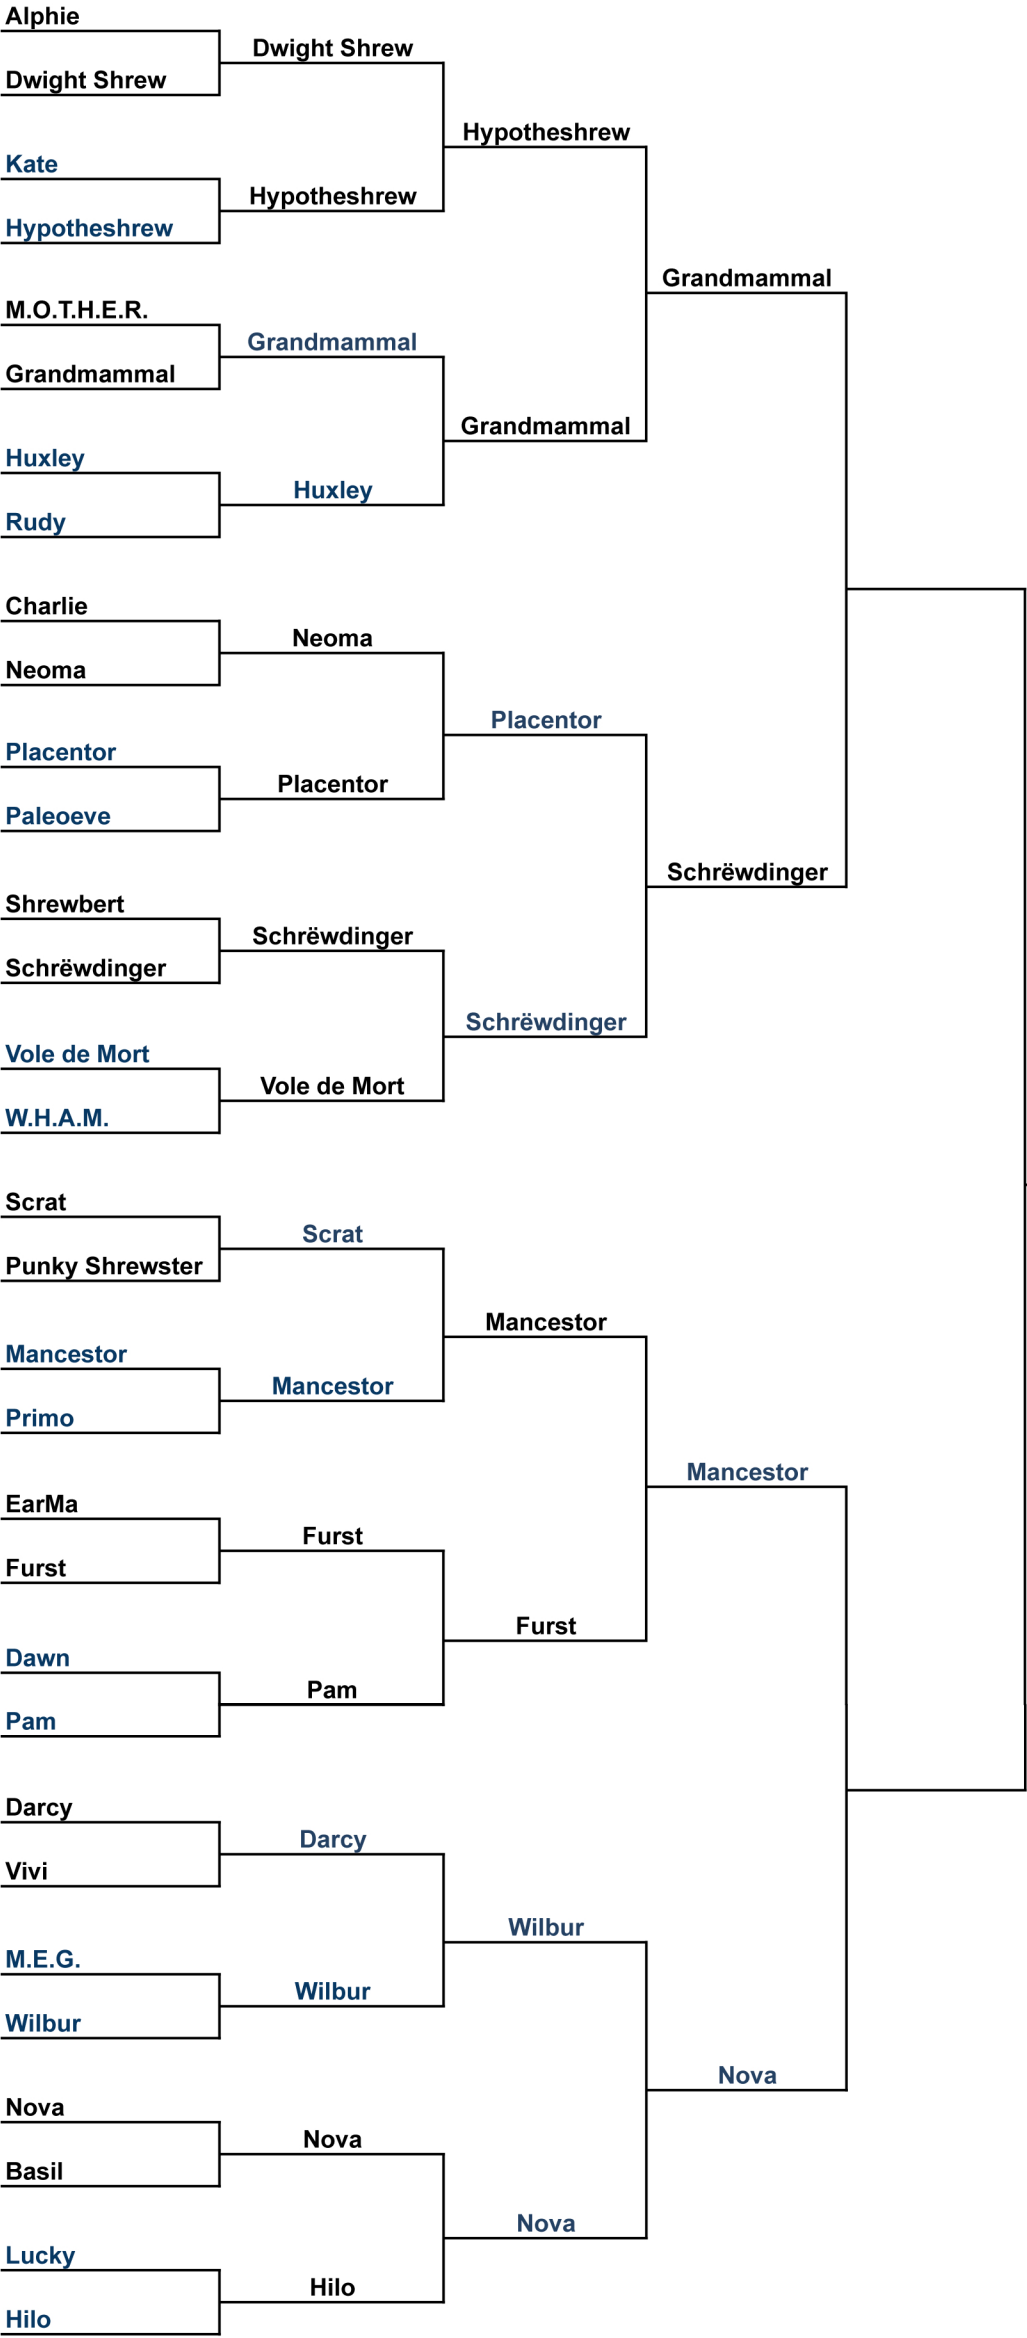 Alphie
Dwight Shrew
Dwight Shrew
Hypotheshrew
Kate
Hypotheshrew
Hypotheshrew
Grandmammal
M.O.T.H.E.R.
Grandmammal
Grandmammal
Grandmammal
Huxley
Huxley
Rudy
Charlie
Neoma
Neoma
Placentor
Placentor
Placentor
Paleoeve
Schrëwdinger
Shrewbert
Schrëwdinger
Schrëwdinger
Schrëwdinger
Vole de Mort
Vole de Mort
W.H.A.M.
Scrat
Scrat
Punky Shrewster
Mancestor
Mancestor
Mancestor
Primo
Mancestor
EarMa
Furst
Furst
Furst
Dawn
Pam
Pam
Darcy
Darcy
Vivi
Wilbur
M.E.G.
Wilbur
Wilbur
Nova
Nova
Nova
Basil
Nova
Lucky
Hilo
Hilo